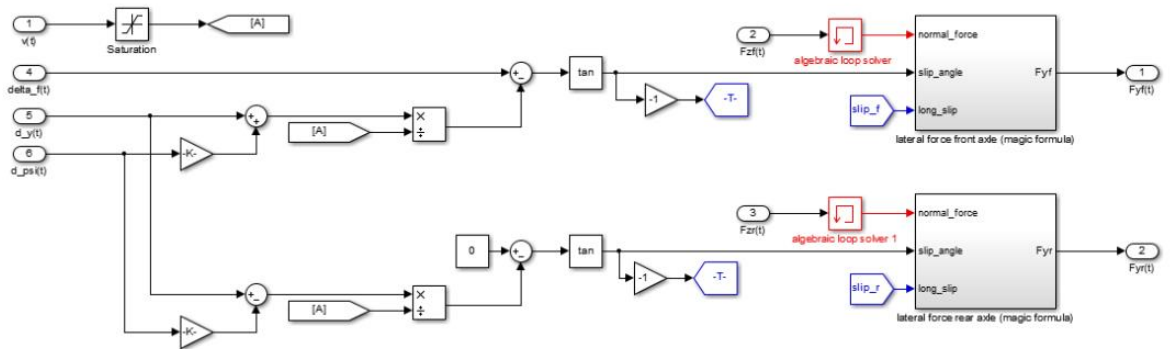 1
v(t)
Saturation
[A]
4
delta_f(t)
5
d_y(t)
6
d_psi(t)
-K-
[A]
×
÷
tan
-1
-T-
2
Fzf(t)
algebraic loop solver
slip_f
normal_force
slip_angle
long_slip
Fyf
lateral force front axle (magic formula)
1
Fyf(t)
-K-
[A]
×
÷
0
tan
-1
-T-
3
Fzr(t)
algebraic loop solver 1
slip_r
normal_force
slip_angle
long_slip
Fyr
lateral force rear axle (magic formula)
2
Fyr(t)